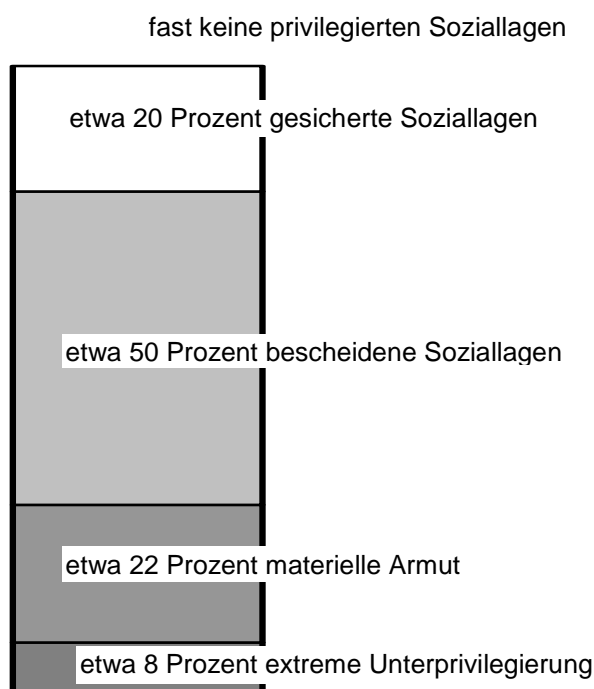 fast keine privilegierten Soziallagen
etwa 20 Prozent gesicherte Soziallagen
etwa 50 Prozent bescheidene Soziallagen
etwa 22 Prozent materielle Armut
etwa 8 Prozent extreme Unterprivilegierung